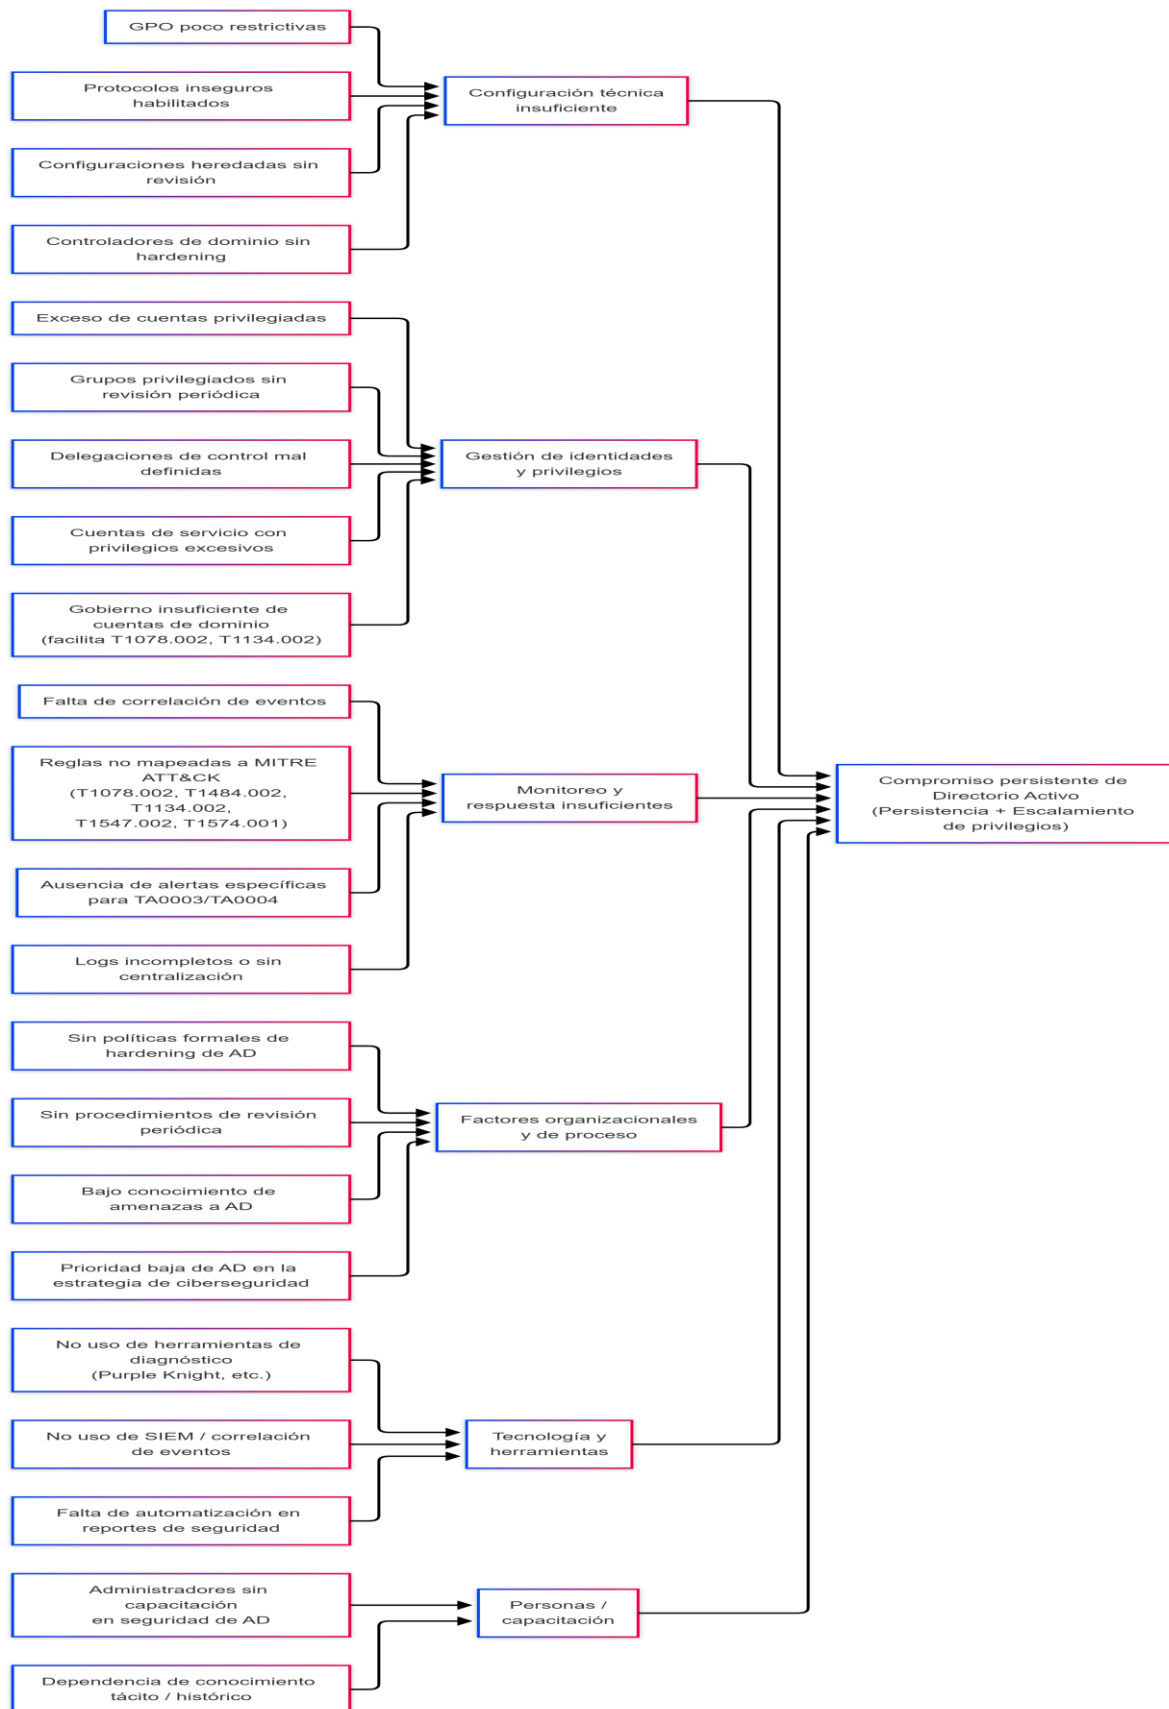 GPO poco restrictivas
Protocolos inseguros
habilitados
Configuraciones heredadas sin
revisión
Controladores de dominio sin
hardening
Configuración técnica
insuficiente
Exceso de cuentas privilegiadas
Grupos privilegiados sin
revisión periódica
Delegaciones de control mal
definidas
Cuentas de servicio con
privilegios excesivos
Gobierno insuficiente de
cuentas de dominio
(facilita T1078.002, T1134.002)
Gestión de identidades
y privilegios
Falta de correlación de eventos
Reglas no mapeadas a MITRE
ATT&CK
(T1078.002, T1484.002,
T1134.002,
T1547.002, T1574.001)
Ausencia de alertas específicas
para TA0003/TA0004
Logs incompletos o sin
centralización
Monitoreo y
respuesta insuficientes
Sin políticas formales de
hardening de AD
Sin procedimientos de revisión
periódica
Bajo conocimiento de
amenazas a AD
Prioridad baja de AD en la
estrategia de ciberseguridad
Factores organizacionales
y de proceso
No uso de herramientas de
diagnóstico
(Purple Knight, etc.)
No uso de SIEM / correlación
de eventos
Falta de automatización en
reportes de seguridad
Tecnología y
herramientas
Administradores sin
capacitación
en seguridad de AD
Dependencia de conocimiento
tácito / histórico
Personas /
capacitación
Compromiso persistente de
Directorio Activo
(Persistencia + Escalamiento
de privilegios)